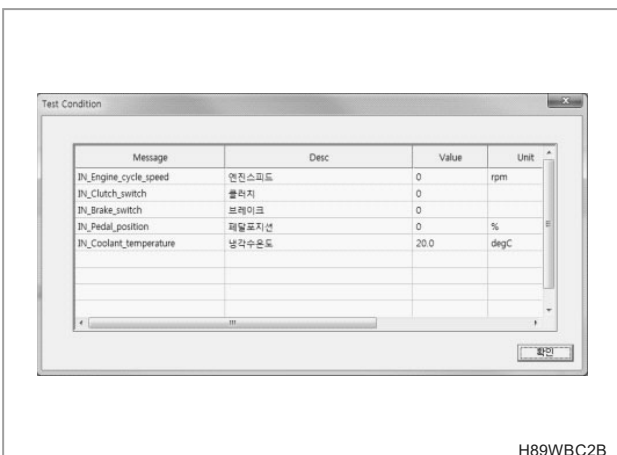 Test Condition
Message Desc Value Unit
IN_Engine_cycle_speed 엔진스피드 0 rpm
IN_Clutch_switch 클러치 0
IN_Brake_switch 브레이크 0
IN_Pedal_position 페달포지션 0 %
IN_Coolant_temperature 냉각수온도 20.0 degC
확인
H89WBC2B